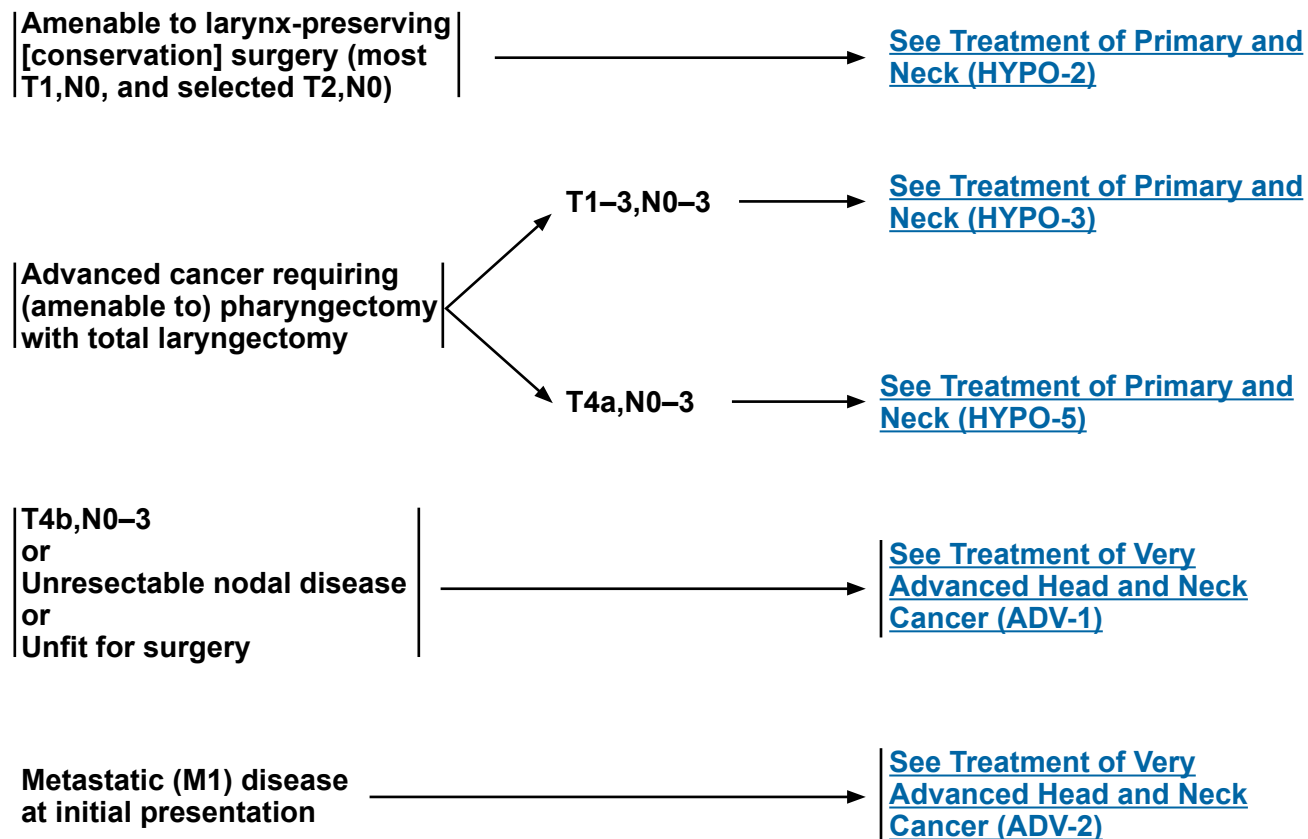 Amenable to larynx-preserving
[conservation] surgery (most
T1,N0, and selected T2,N0)
See Treatment of Primary and
Neck (HYPO-2)
Advanced cancer requiring
(amenable to) pharyngectomy
with total laryngectomy
T1–3,N0–3
See Treatment of Primary and
Neck (HYPO-3)
T4a,N0–3
See Treatment of Primary and
Neck (HYPO-5)
T4b,N0–3
or
Unresectable nodal disease
or
Unfit for surgery
See Treatment of Very
Advanced Head and Neck
Cancer (ADV-1)
Metastatic (M1) disease
at initial presentation
See Treatment of Very
Advanced Head and Neck
Cancer (ADV-2)